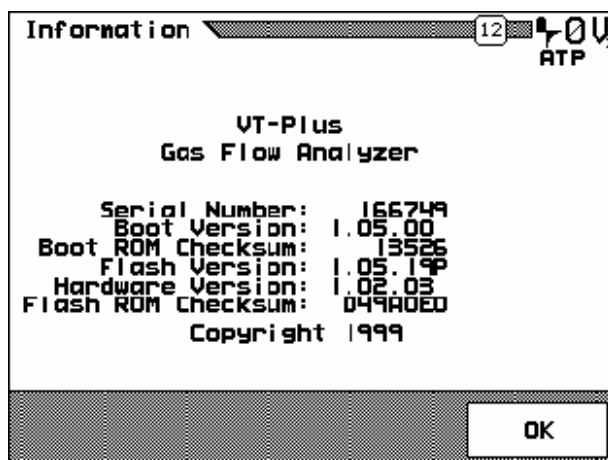 Information
12
0
ATP
VT-Plus
Gas Flow Analyzer
Serial Number: 166749
Boot Version: 1.05.00
Boot ROM Checksum: 13526
Flash Version: 1.05.19P
Hardware Version: 1.02.03
Flash ROM Checksum: D49A0ED
Copyright 1999
OK